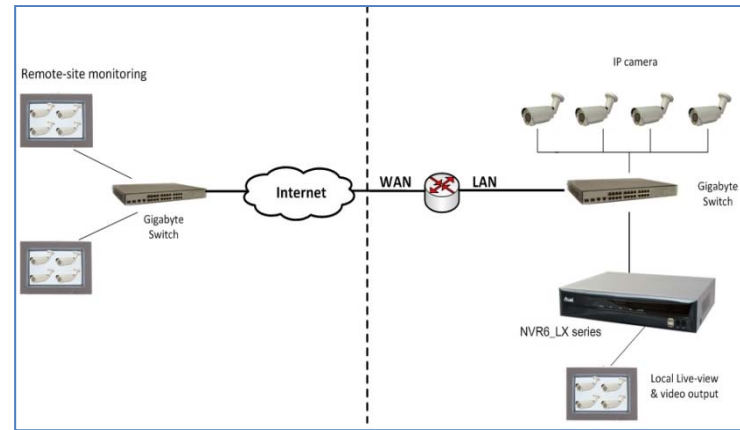 Remote-site monitoring
IP camera
Internet
WAN
LAN
Gigabyte
Switch
Gigabyte
Switch
NVR6_LX series
Local Live-view
& video output